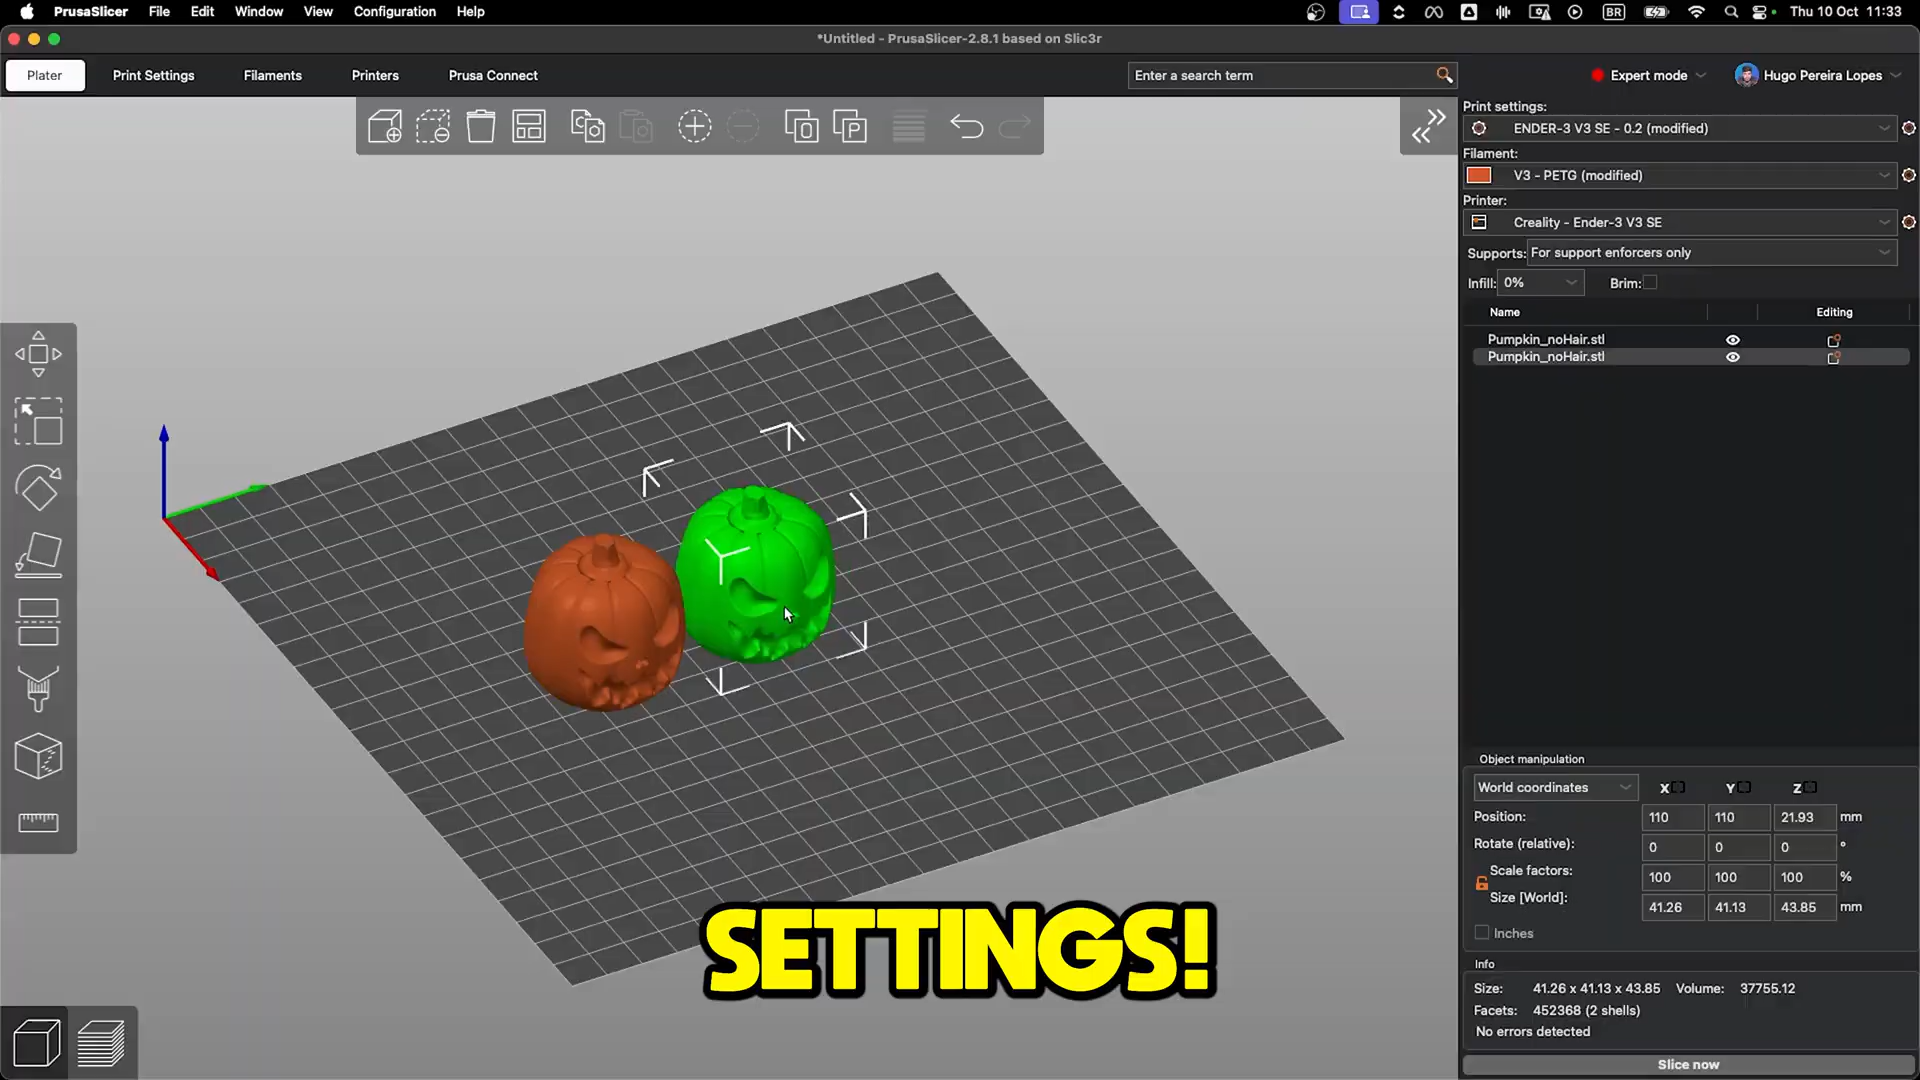 PrusaSlicer File Edit Window View Configuration Help
BR Thu 10 Oct 11:33
*Untitled - PrusaSlicer-2.8.1 based on Slic3r
Plater Print Settings Filaments Printers Prusa Connect
Enter a search term
Expert mode Hugo Pereira Lopes
Print settings:
ENDER-3 V3 SE - 0.2 (modified)
Filament:
V3 - PETG (modified)
Printer:
Creality - Ender-3 V3 SE
Supports: For support enforcers only
Infill: 0% Brim:
Name Editing
Pumpkin_noHair.stl
Pumpkin_noHair.stl
Object manipulation
World coordinates X Y Z
Position: 110 110 21.93 mm
Rotate (relative): 0 0 0 °
Scale factors: 100 100 100 %
Size [World]: 41.26 41.13 43.85 mm
Inches
SETTINGS!
Info
Size: 41.26 x 41.13 x 43.85 Volume: 37755.12
Facets: 452368 (2 shells)
No errors detected
Slice now